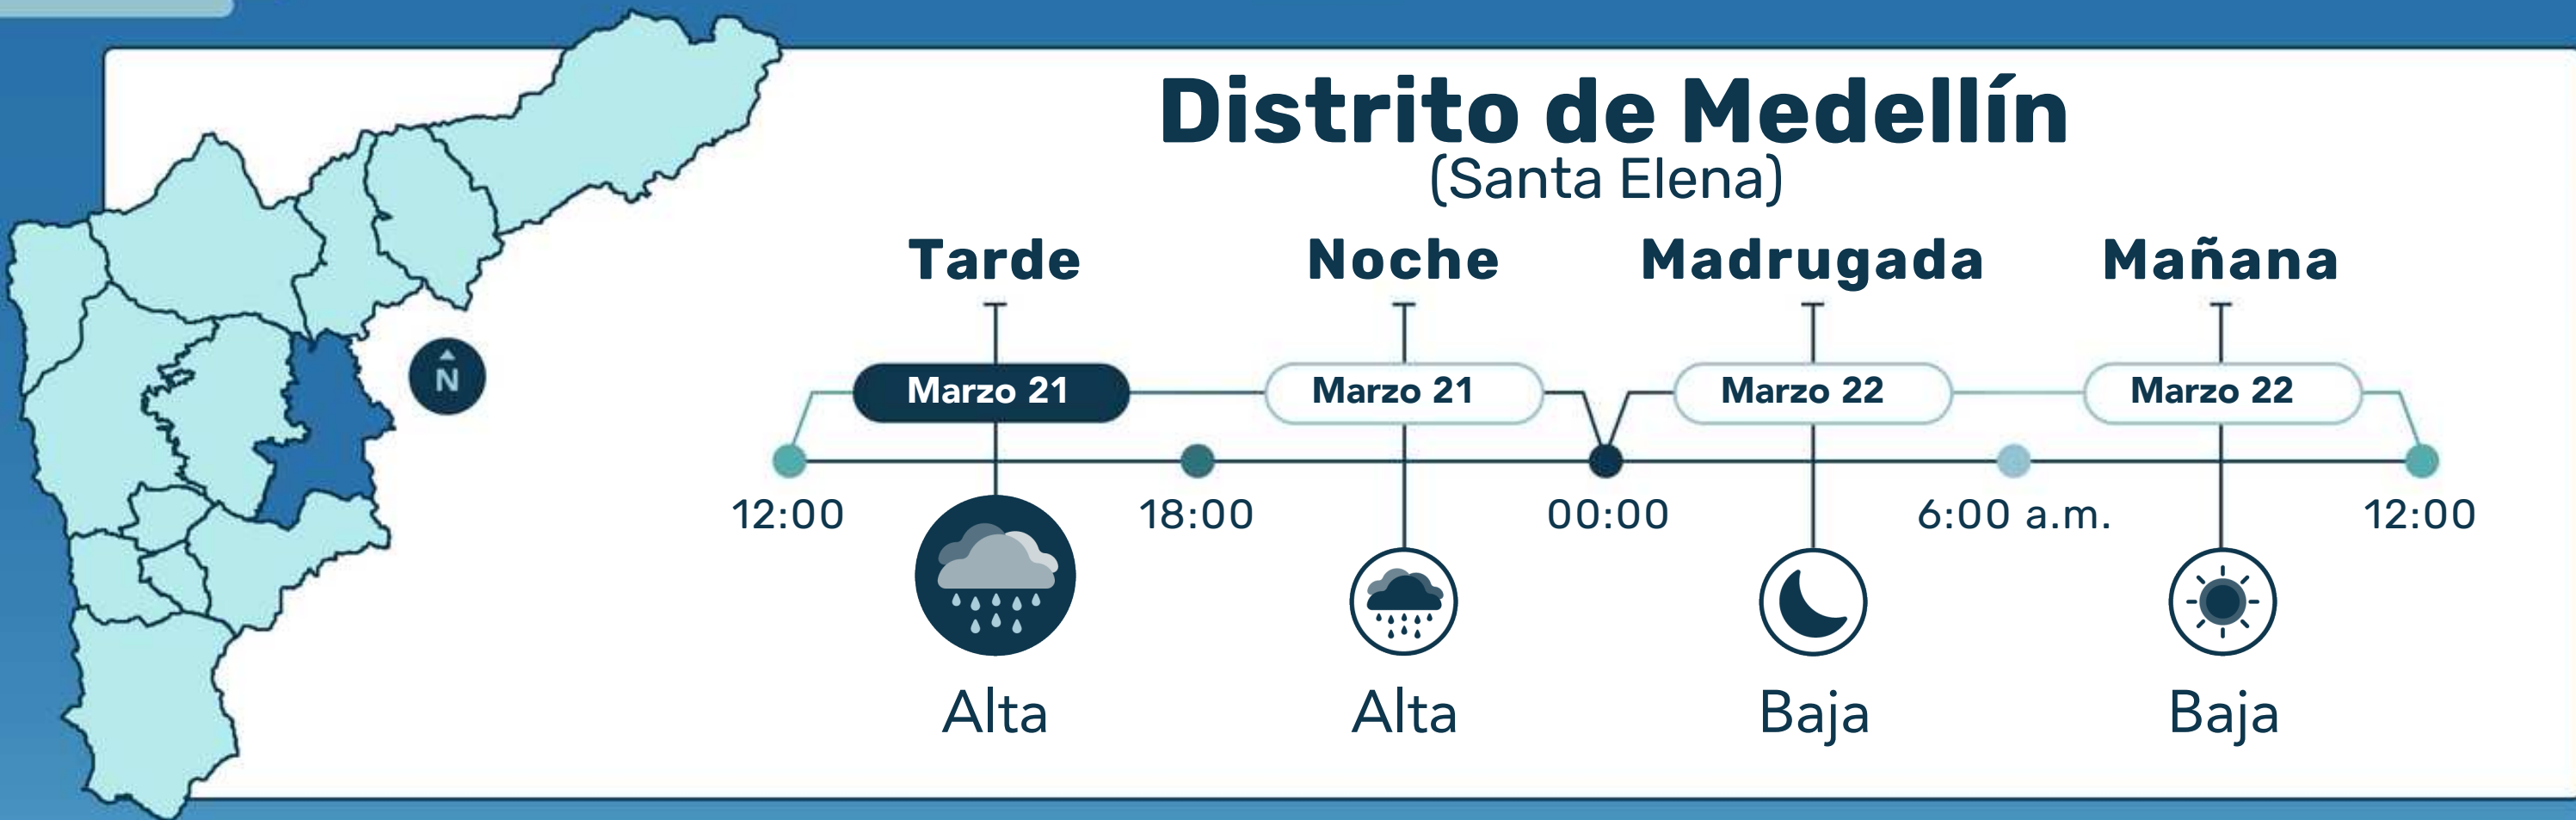 Distrito de Medellín
(Santa Elena)
Tarde Noche Madrugada Mañana
N
Marzo 21 Marzo 21 Marzo 22 Marzo 22
12:00 18:00 00:00 6:00 a.m. 12:00
Alta Alta Baja Baja